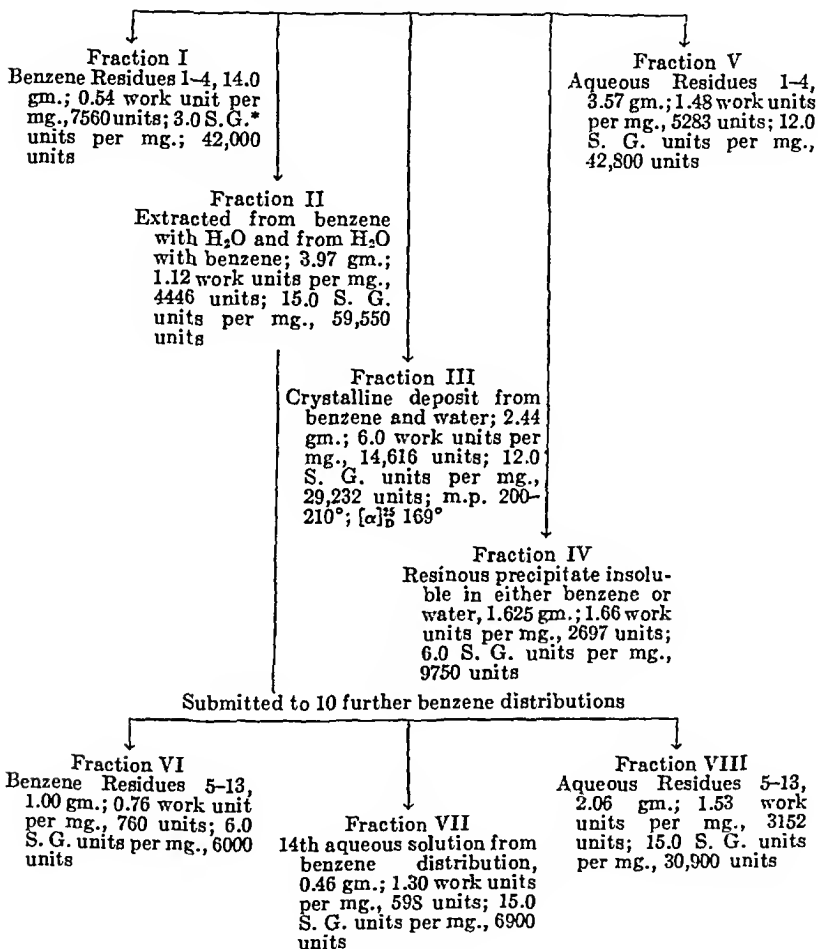 Fraction I
Benzene Residues 1–4, 14.0
gm.; 0.54 work unit per
mg., 7560 units; 3.0 S.G.*
units per mg.; 42,000
units
Fraction V
Aqueous Residues 1–4,
3.57 gm.; 1.48 work units
per mg., 5283 units; 12.0
S. G. units per mg.,
42,800 units
Fraction II
Extracted from benzene
with H₂O and from H₂O
with benzene; 3.97 gm.;
1.12 work units per mg.,
4446 units; 15.0 S. G.
units per mg., 59,550
units
Fraction III
Crystalline deposit from
benzene and water; 2.44
gm.; 6.0 work units per
mg., 14,616 units; 12.0
S. G. units per mg.,
29,232 units; m.p. 200–
210°; [α]²⁵_D 169°
Fraction IV
Resinous precipitate insolu-
ble in either benzene or
water, 1.625 gm.; 1.66 work
units per mg., 2697 units;
6.0 S. G. units per mg.,
9750 units
Submitted to 10 further benzene distributions
Fraction VI
Benzene Residues 5–13,
1.00 gm.; 0.76 work unit
per mg., 760 units; 6.0
S. G. units per mg., 6000
units
Fraction VII
14th aqueous solution from
benzene distribution,
0.46 gm.; 1.30 work units
per mg., 598 units; 15.0
S. G. units per mg., 6900
units
Fraction VIII
Aqueous Residues 5–13,
2.06 gm.; 1.53 work
units per mg., 3152
units; 15.0 S. G. units
per mg., 30,900 units